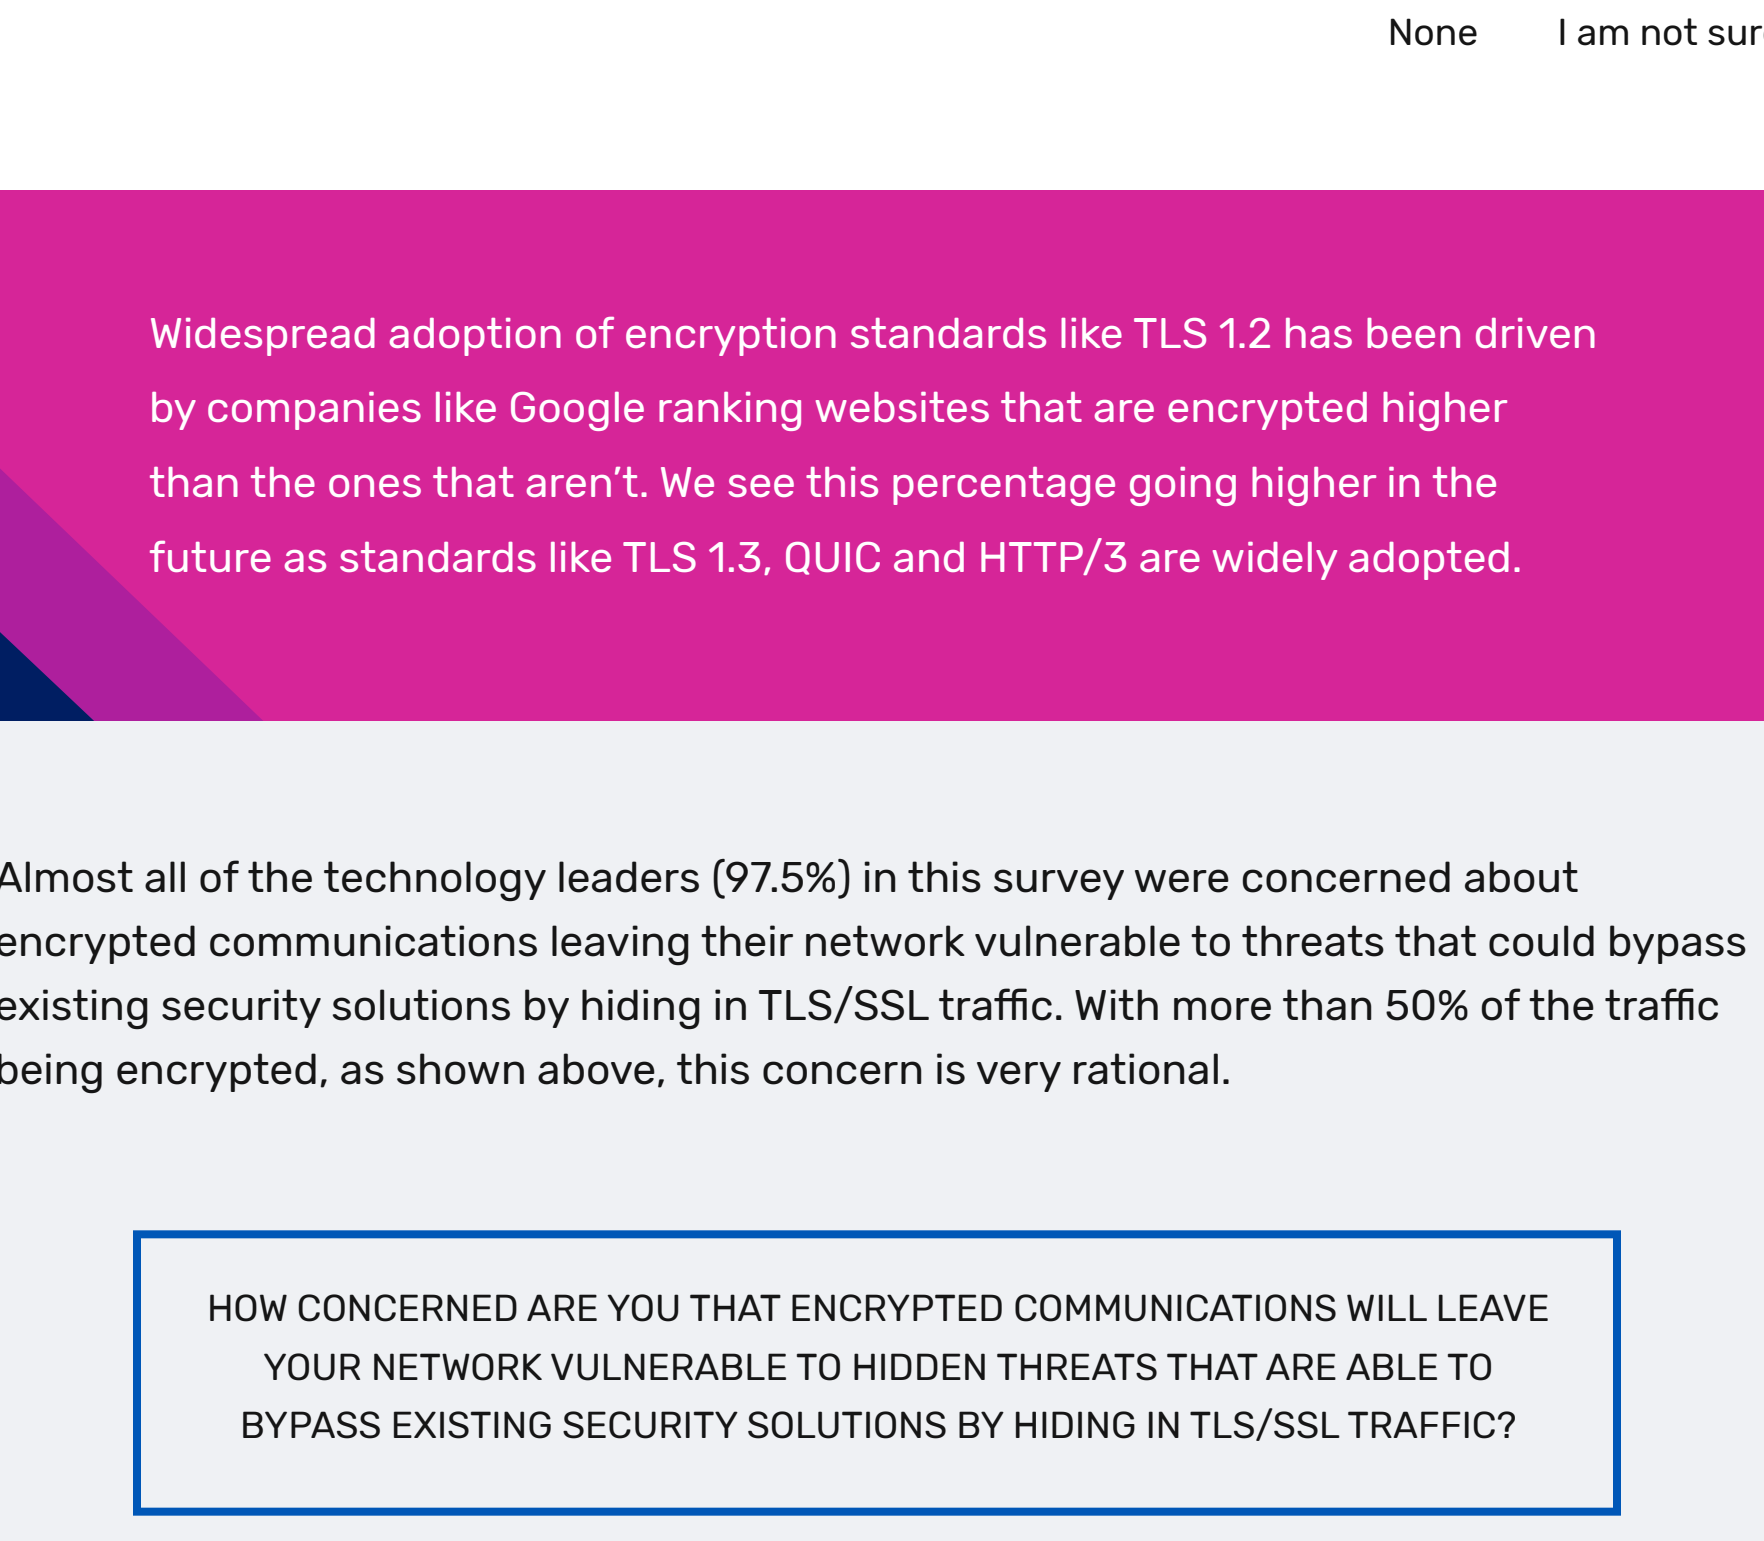 None I am not sure
Widespread adoption of encryption standards like TLS 1.2 has been driven
by companies like Google ranking websites that are encrypted higher
than the ones that aren’t. We see this percentage going higher in the
future as standards like TLS 1.3, QUIC and HTTP/3 are widely adopted.
Almost all of the technology leaders (97.5%) in this survey were concerned about
encrypted communications leaving their network vulnerable to threats that could bypass
existing security solutions by hiding in TLS/SSL traffic. With more than 50% of the traffic
being encrypted, as shown above, this concern is very rational.
HOW CONCERNED ARE YOU THAT ENCRYPTED COMMUNICATIONS WILL LEAVE
YOUR NETWORK VULNERABLE TO HIDDEN THREATS THAT ARE ABLE TO
BYPASS EXISTING SECURITY SOLUTIONS BY HIDING IN TLS/SSL TRAFFIC?